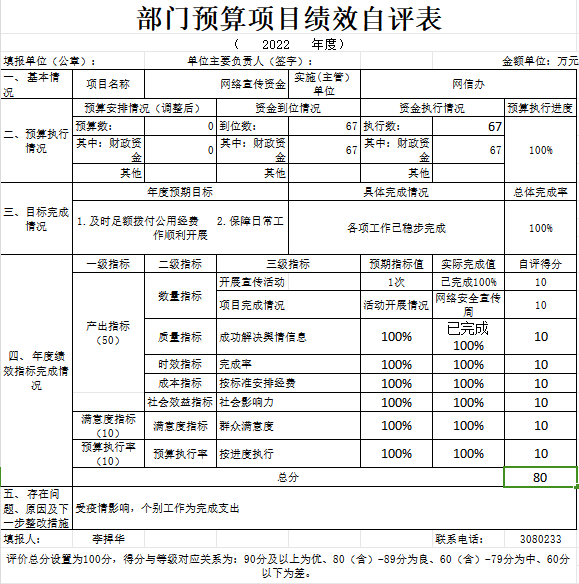 部门预算项目绩效自评表
（ 2022 年度）
填报单位（公章）： 单位主要负责人（签字）： 金额单位：万元
一、 基本情况 项目名称 网络宣传资金 实施(主管)单位 网信办
二、 预算执行情况 预算安排情况（调整后） 资金到位情况 资金执行情况 预算执行进度
预算数： 0 到位数： 67 执行数： 67 100%
其中：财政资金 0 其中：财政资金 67 其中：财政资金 67
其他 其他 其他
三、目标完成情况 年度预期目标 具体完成情况 总体完成率
1.及时足额拨付公用经费 2.保障日常工作顺利开展 各项工作已稳步完成 100%
四、 年度绩效指标完成情况 一级指标 二级指标 三级指标 预期指标值 实际完成值 自评得分
产出指标（50） 数量指标 开展宣传活动 1次 已完成100% 10
项目完成情况 活动开展情况 网络安全宣传周 10
质量指标 成功解决舆情信息 100% 已完成100% 10
时效指标 完成率 100% 100% 10
成本指标 按标准安排经费 100% 100% 10
社会效益指标 社会影响力 100% 100% 10
满意度指标（10） 满意度指标 群众满意度 100% 100% 10
预算执行率（10） 预算执行率 按进度执行 100% 100% 10
总分 80
五、 存在问题、原因及下一步整改措施 受疫情影响，个别工作为完成支出
填报人： 李捍华 联系电话： 3080233
评价总分设置为100分，得分与等级对应关系为：90分及以上为优、80（含）-89分为良、60（含）-79分为中、60分
以下为差。